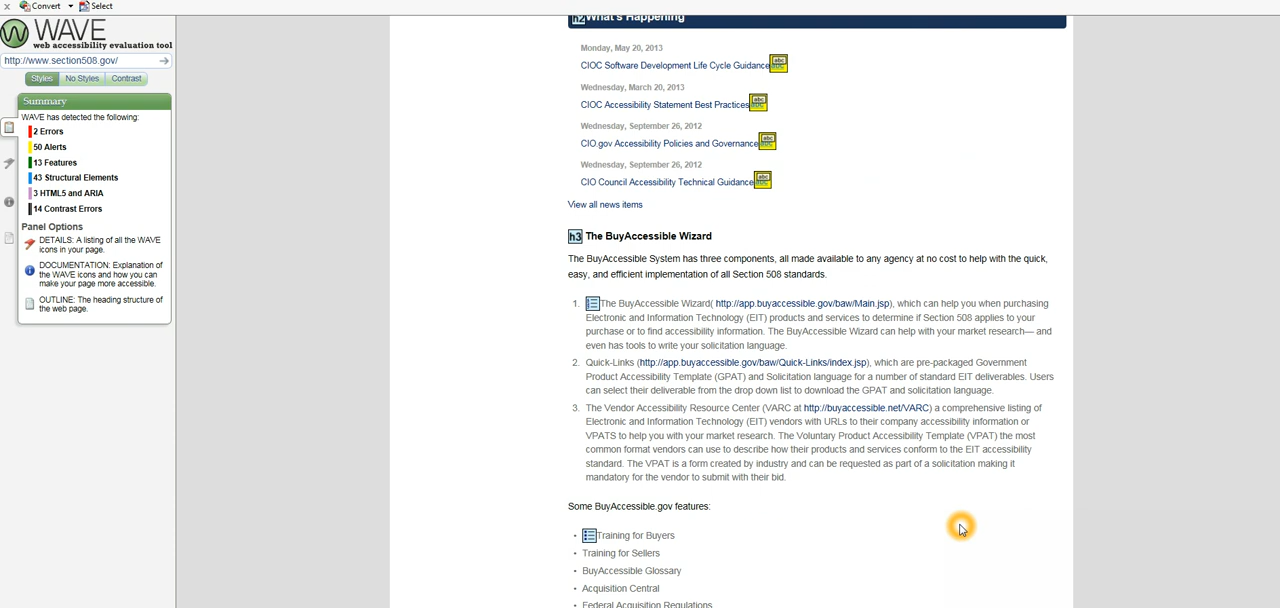 Convert
Select
WAVE
web accessibility evaluation tool
http://www.section508.gov/
Styles No Styles Contrast
Summary
WAVE has detected the following:
2 Errors
50 Alerts
13 Features
43 Structural Elements
3 HTML5 and ARIA
14 Contrast Errors
Panel Options
DETAILS: A listing of all the WAVE
icons in your page.
DOCUMENTATION: Explanation of
the WAVE icons and how you can
make your page more accessible.
OUTLINE: The heading structure of
the web page.
h2 What's Happening
Monday, May 20, 2013
CIOC Software Development Life Cycle Guidance abc
Wednesday, March 20, 2013
CIOC Accessibility Statement Best Practices abc
Wednesday, September 26, 2012
CIO.gov Accessibility Policies and Governance abc
Wednesday, September 26, 2012
CIO Council Accessibility Technical Guidance abc
View all news items
h3 The BuyAccessible Wizard
The BuyAccessible System has three components, all made available to any agency at no cost to help with the quick,
easy, and efficient implementation of all Section 508 standards.
1. The BuyAccessible Wizard( http://app.buyaccessible.gov/baw/Main.jsp), which can help you when purchasing
Electronic and Information Technology (EIT) products and services to determine if Section 508 applies to your
purchase or to find accessibility information. The BuyAccessible Wizard can help with your market research— and
even has tools to write your solicitation language.
2. Quick-Links (http://app.buyaccessible.gov/baw/Quick-Links/index.jsp), which are pre-packaged Government
Product Accessibility Template (GPAT) and Solicitation language for a number of standard EIT deliverables. Users
can select their deliverable from the drop down list to download the GPAT and solicitation language.
3. The Vendor Accessibility Resource Center (VARC at http://buyaccessible.net/VARC) a comprehensive listing of
Electronic and Information Technology (EIT) vendors with URLs to their company accessibility information or
VPATS to help you with your market research. The Voluntary Product Accessibility Template (VPAT) the most
common format vendors can use to describe how their products and services conform to the EIT accessibility
standard. The VPAT is a form created by industry and can be requested as part of a solicitation making it
mandatory for the vendor to submit with their bid.
Some BuyAccessible.gov features:
• Training for Buyers
• Training for Sellers
• BuyAccessible Glossary
• Acquisition Central
• Federal Acquisition Regulations